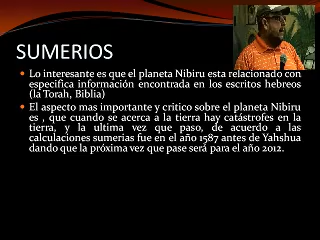 SUMERIOS
Lo interesante es que el planeta Nibiru esta relacionado con
especifica información encontrada en los escritos hebreos
(la Torah, Biblia)
El aspecto mas importante y critico sobre el planeta Nibiru
es , que cuando se acerca a la tierra hay catástrofes en la
tierra, y la ultima vez que paso, de acuerdo a las
calculaciones sumerias fue en el año 1587 antes de Yahshua
dando que la próxima vez que pase será para el año 2012.